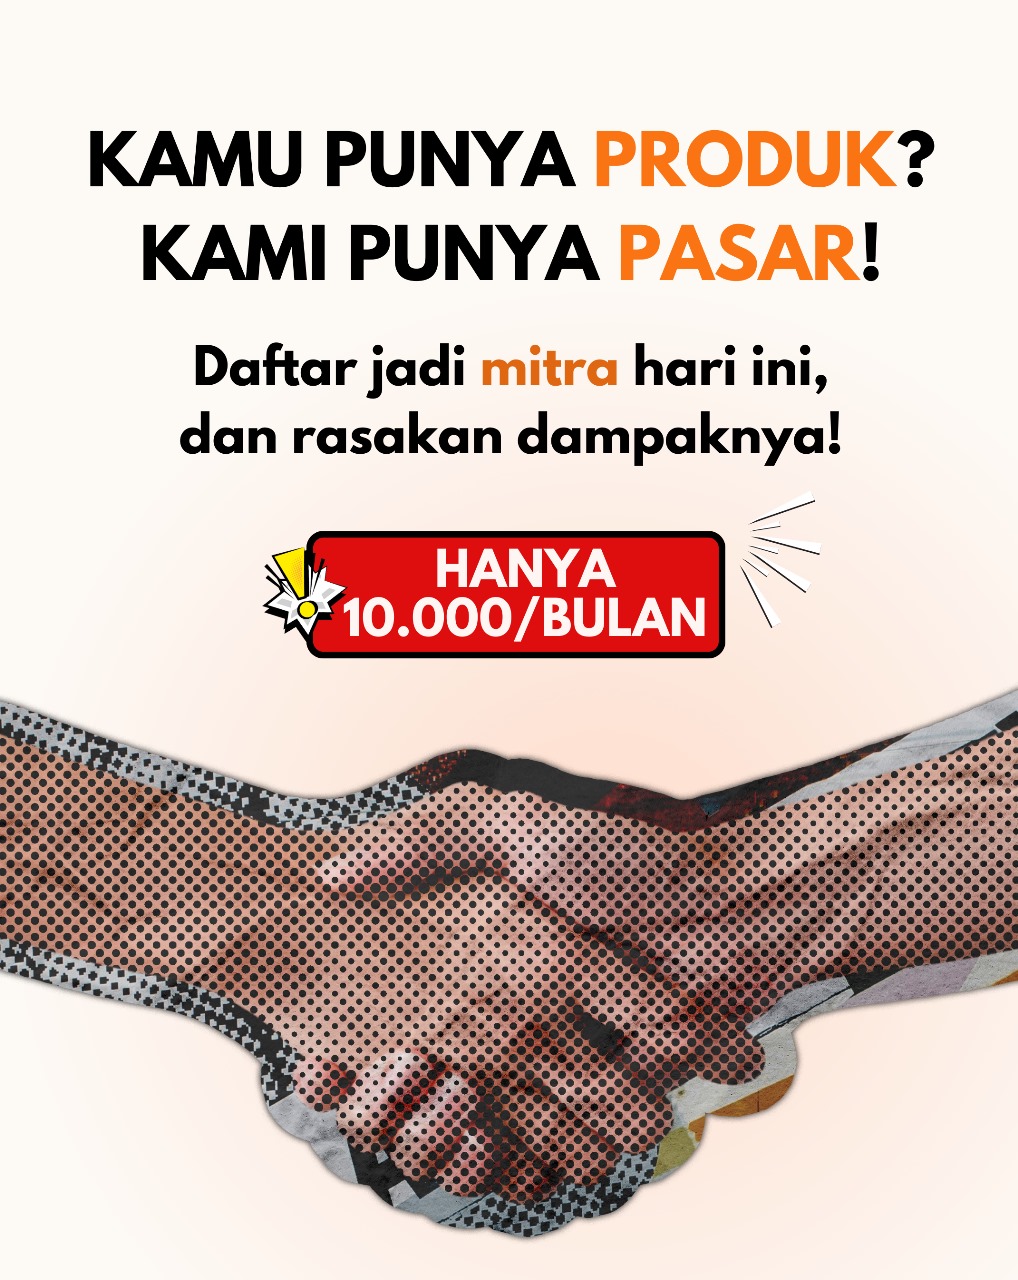 KAMU PUNYA PRODUK?
KAMI PUNYA PASAR!
Daftar jadi mitra hari ini,
dan rasakan dampaknya!
HANYA
10.000/BULAN